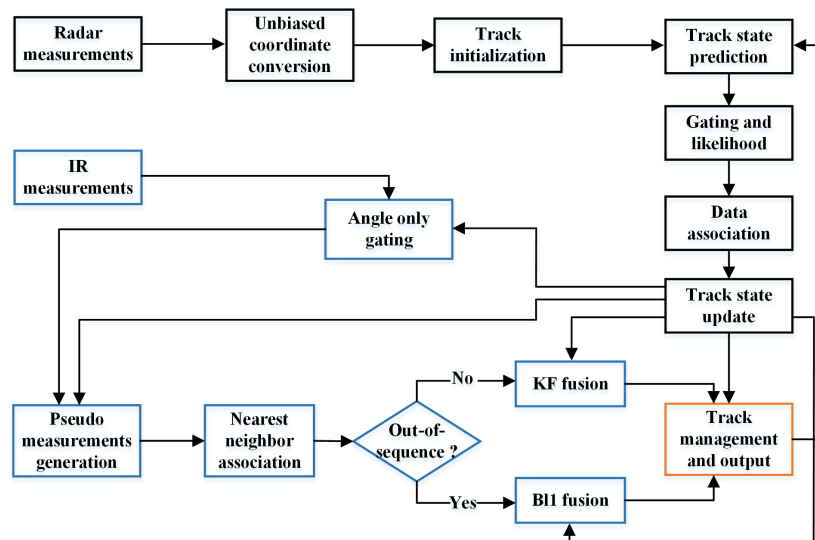 Radar
measurements
Unbiased
coordinate
conversion
Track
initialization
Track state
prediction
Gating and
likelihood
IR
measurements
Angle only
gating
Data
association
Track state
update
No
KF fusion
Pseudo
measurements
generation
Nearest
neighbor
association
Out-of-
sequence ?
Track
management
and output
Yes
Bl1 fusion